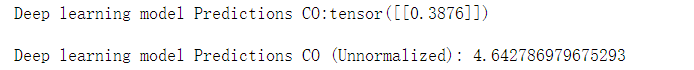 Deep learning model Predictions CO:tensor([[0.3876]])
Deep learning model Predictions CO (Unnormalized): 4.642786979675293